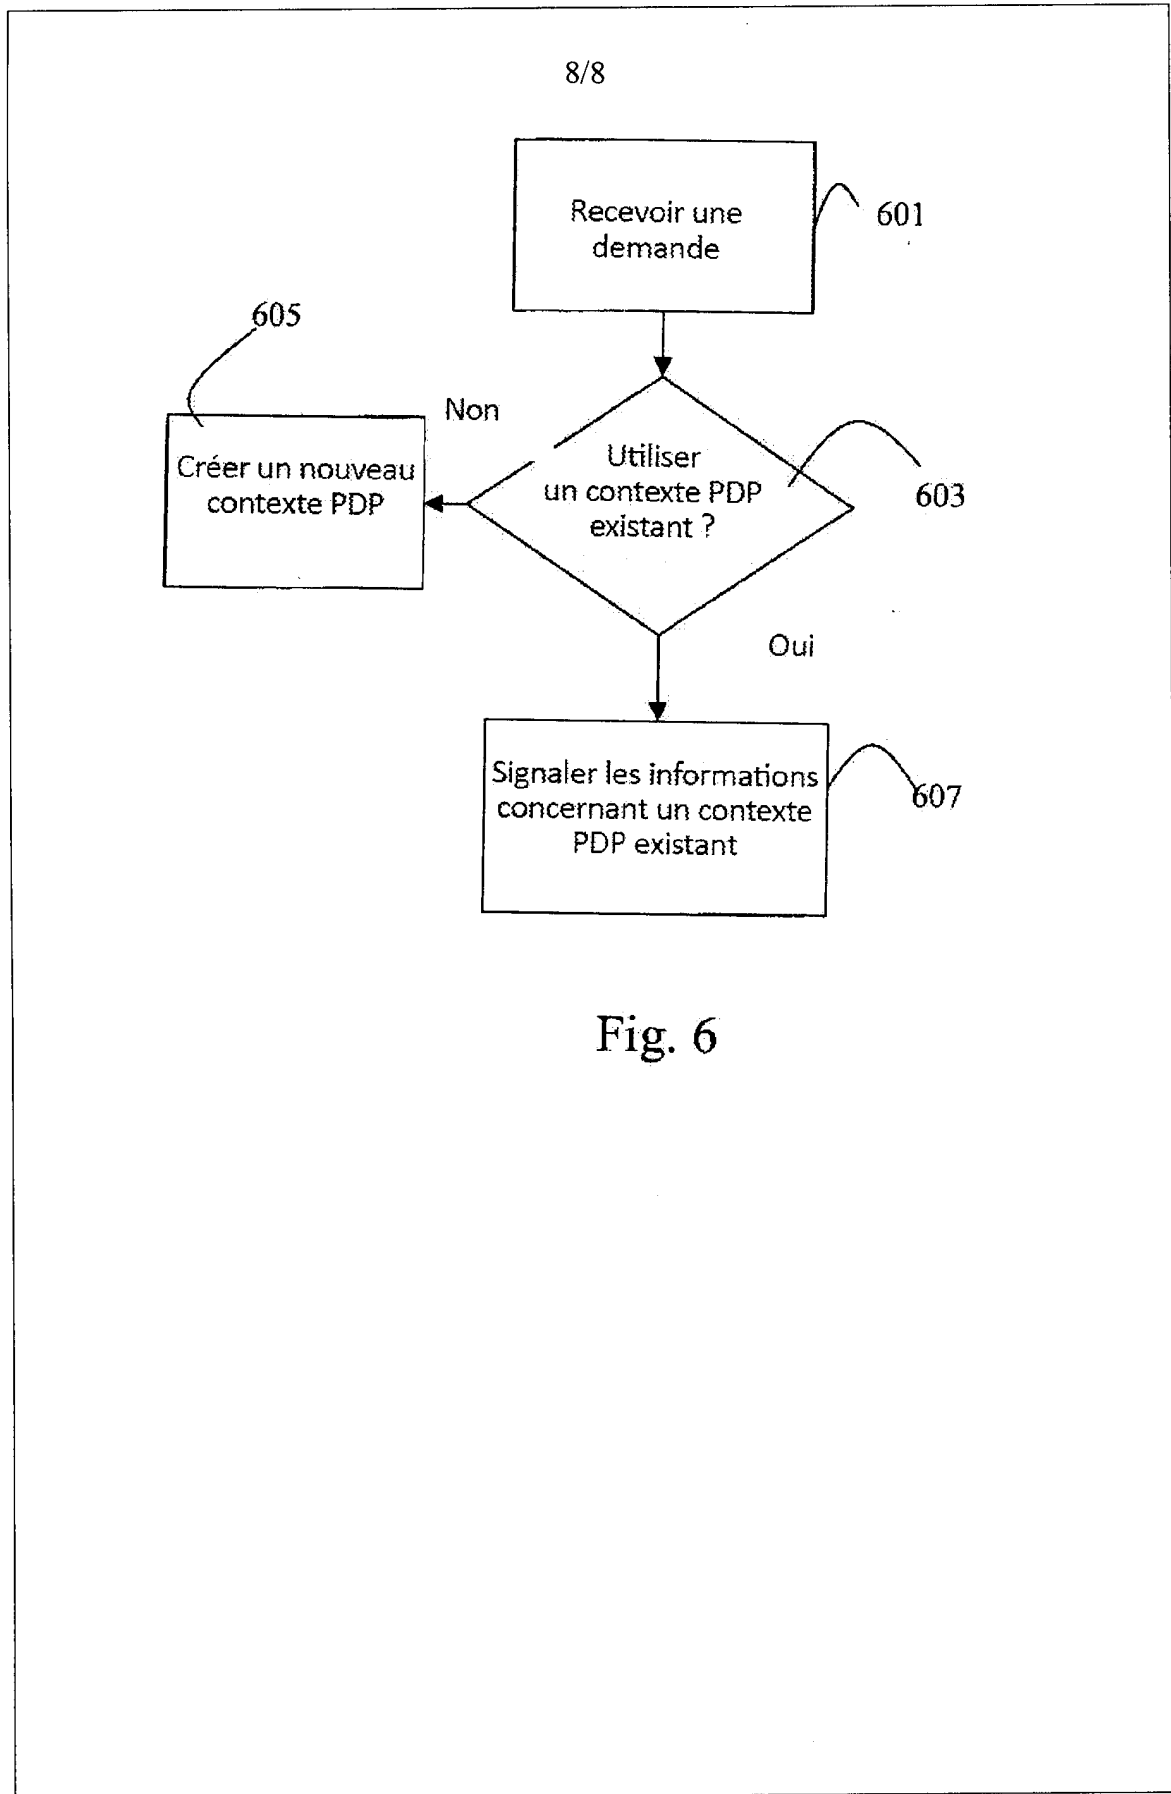 8/8
Recevoir une
demande
601
605
Non
Créer un nouveau
contexte PDP
Utiliser
un contexte PDP
existant ?
603
Oui
Signaler les informations
concernant un contexte
PDP existant
607
Fig. 6